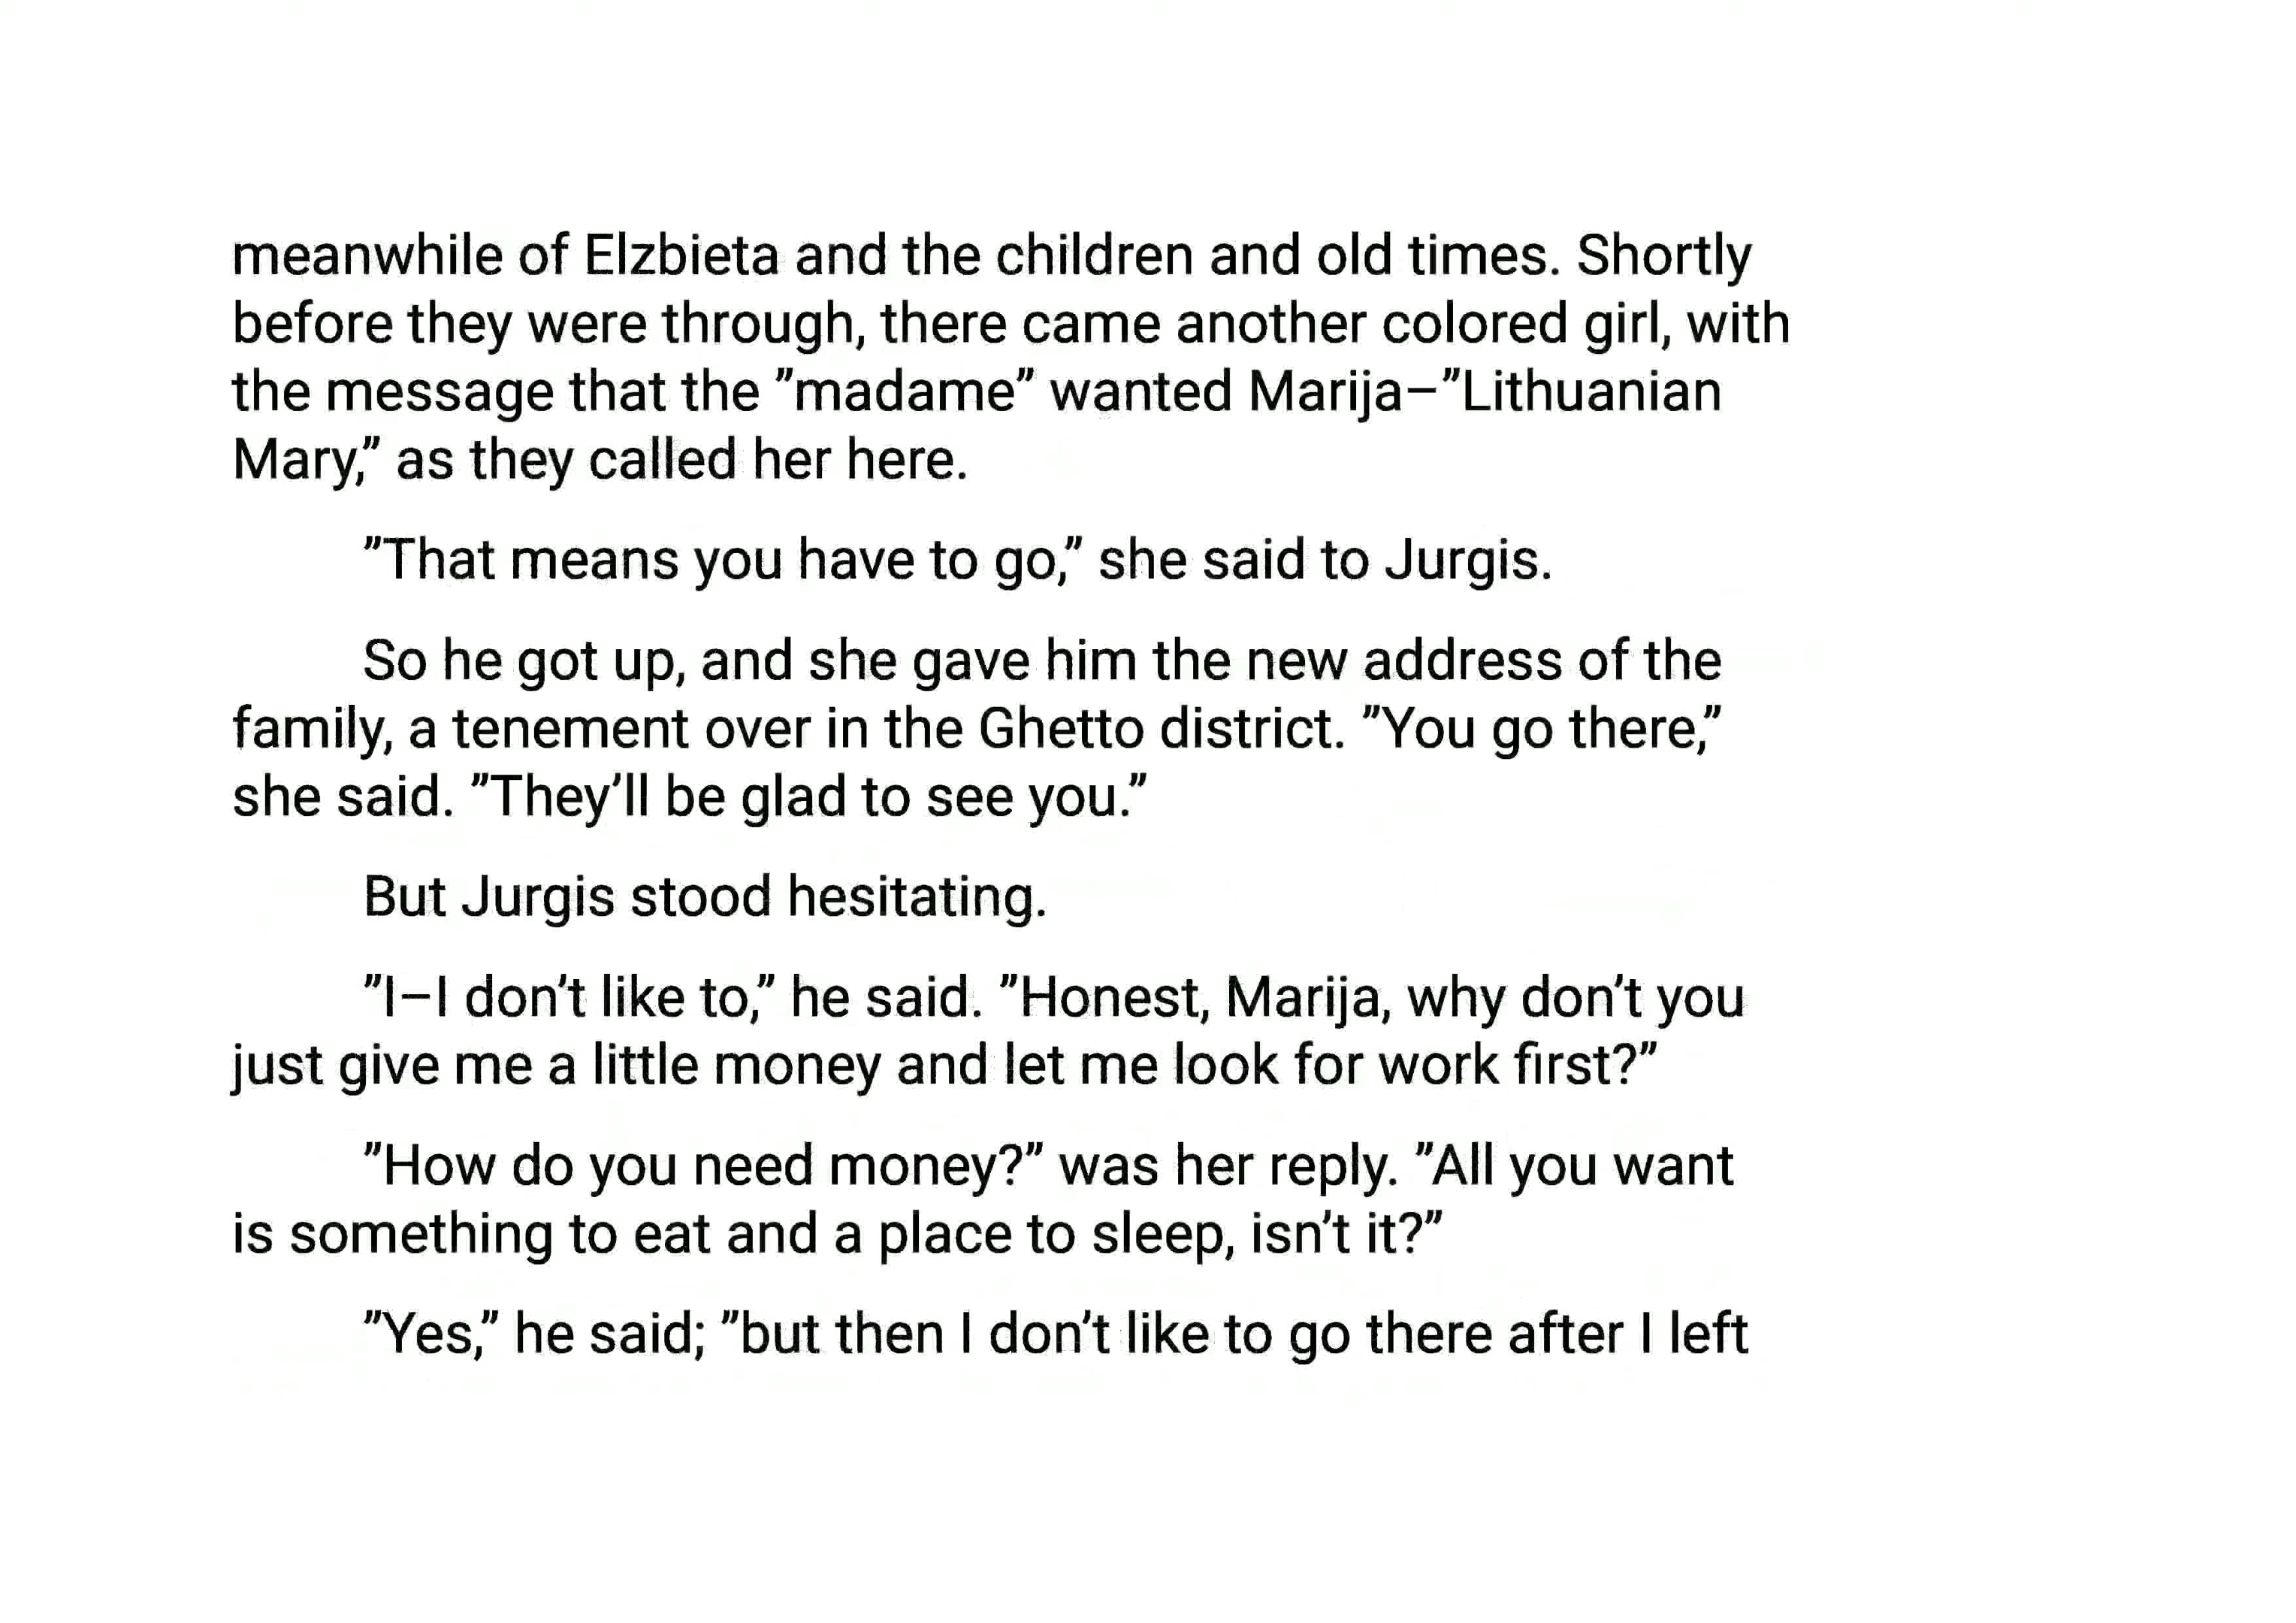 meanwhile of Elzbieta and the children and old times. Shortly
before they were through, there came another colored girl, with
the message that the ”madame” wanted Marija–”Lithuanian
Mary,” as they called her here.
”That means you have to go,” she said to Jurgis.
So he got up, and she gave him the new address of the
family, a tenement over in the Ghetto district. ”You go there,”
she said. ”They’ll be glad to see you.”
But Jurgis stood hesitating.
”I–I don’t like to,” he said. ”Honest, Marija, why don’t you
just give me a little money and let me look for work first?”
”How do you need money?” was her reply. ”All you want
is something to eat and a place to sleep, isn’t it?”
”Yes,” he said; ”but then I don’t like to go there after I left